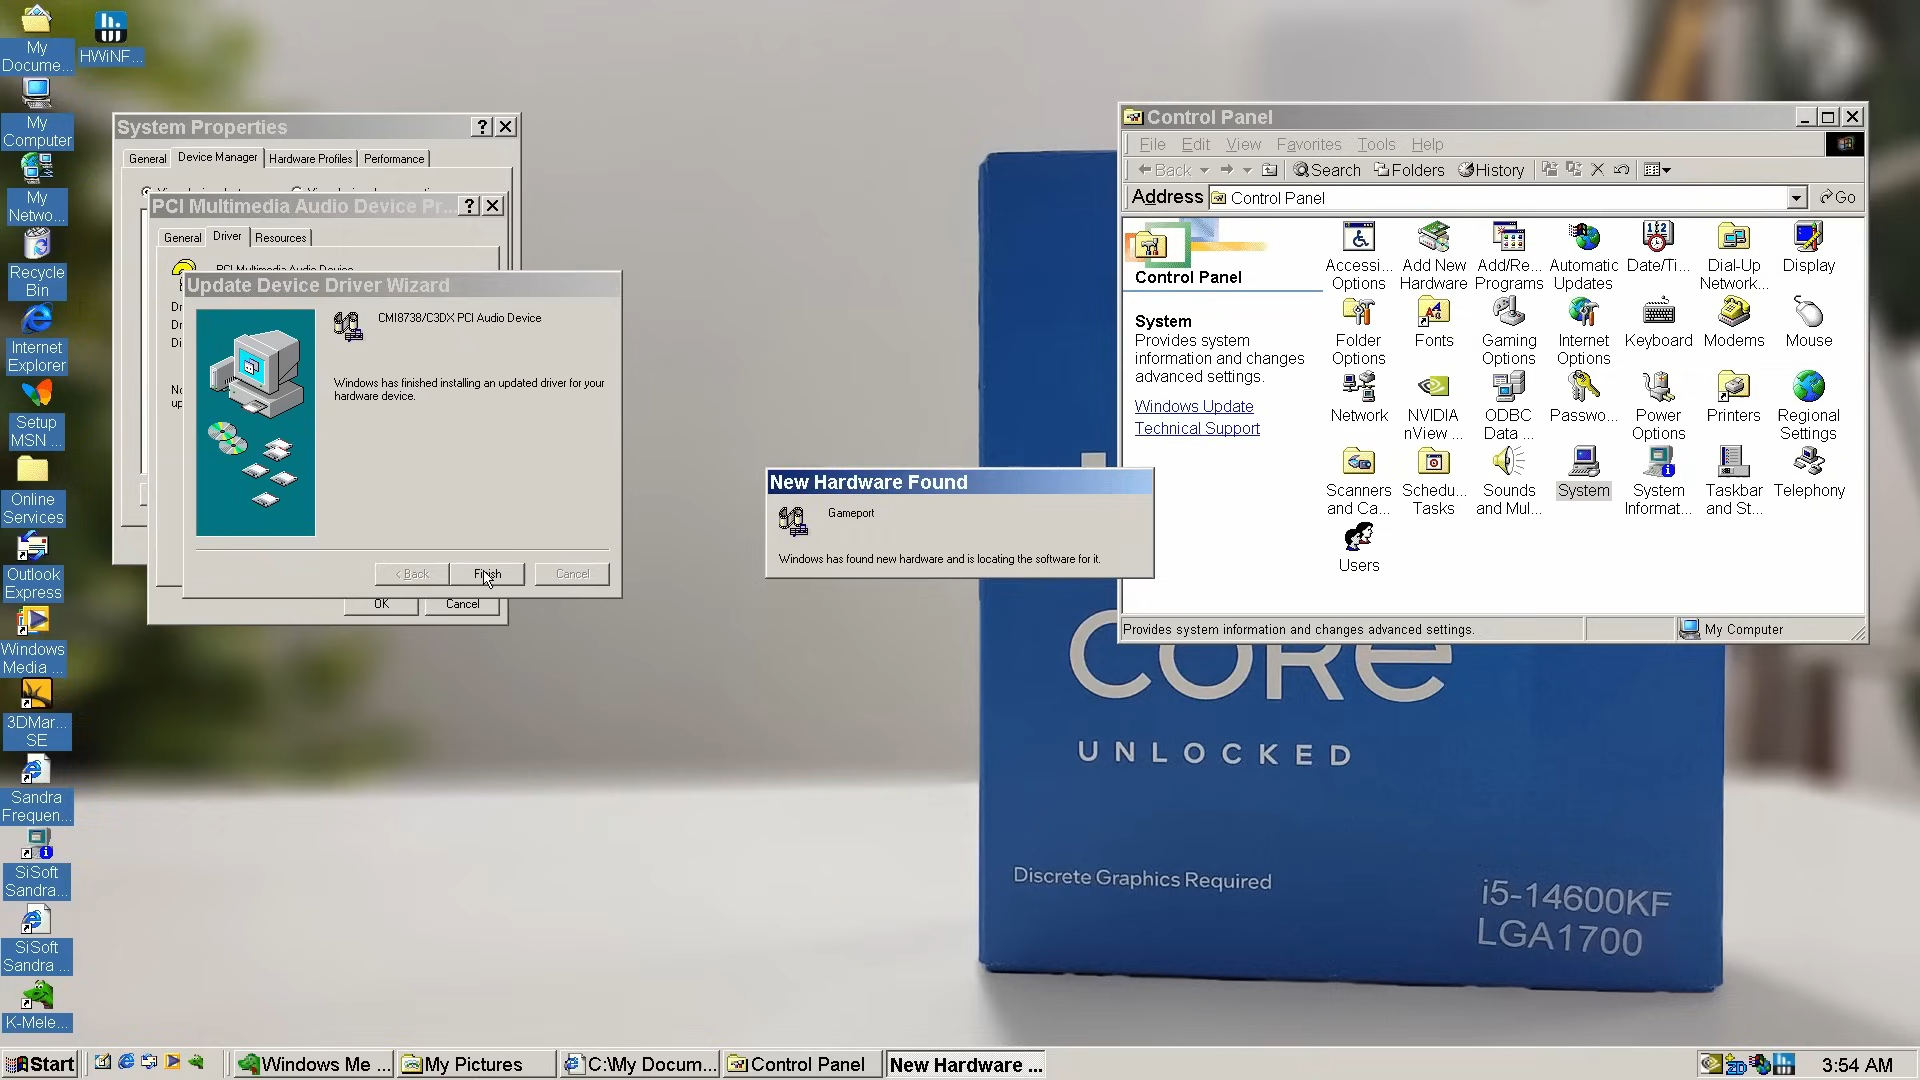 My
Docume...
HWiNF...
My
Computer
My
Netwo...
Recycle
Bin
Internet
Explorer
Setup
MSN ...
Online
Services
Outlook
Express
Windows
Media ...
3DMar...
SE
Sandra
Frequen...
SiSoft
Sandra...
SiSoft
Sandra ...
K-Mele...
System Properties
General
Device Manager
Hardware Profiles
Performance
PCI Multimedia Audio Device Pr...
General
Driver
Resources
PCI Multimedia Audio Device
Dr
Dr
Di
No
up
OK
Cancel
Update Device Driver Wizard
CMI8738/C3DX PCI Audio Device
Windows has finished installing an updated driver for your
hardware device.
< Back
Finish
Cancel
New Hardware Found
Gameport
Windows has found new hardware and is locating the software for it.
Control Panel
File Edit View Favorites Tools Help
Back Search Folders History
Address Control Panel Go
Control Panel
System
Provides system
information and changes
advanced settings.
Windows Update
Technical Support
Accessi...
Options
Add New
Hardware
Add/Re...
Programs
Automatic
Updates
Date/Ti...
Dial-Up
Network...
Display
Folder
Options
Fonts
Gaming
Options
Internet
Options
Keyboard
Modems
Mouse
Network
NVIDIA
nView ...
ODBC
Data ...
Passwo...
Power
Options
Printers
Regional
Settings
Scanners
and Ca...
Schedu...
Tasks
Sounds
and Mul...
System
System
Informat...
Taskbar
and St...
Telephony
Users
Provides system information and changes advanced settings.
My Computer
CORE
UNLOCKED
Discrete Graphics Required
i5-14600KF
LGA1700
Start
Windows Me ...
My Pictures
C:\My Docum...
Control Panel
New Hardware ...
3:54 AM